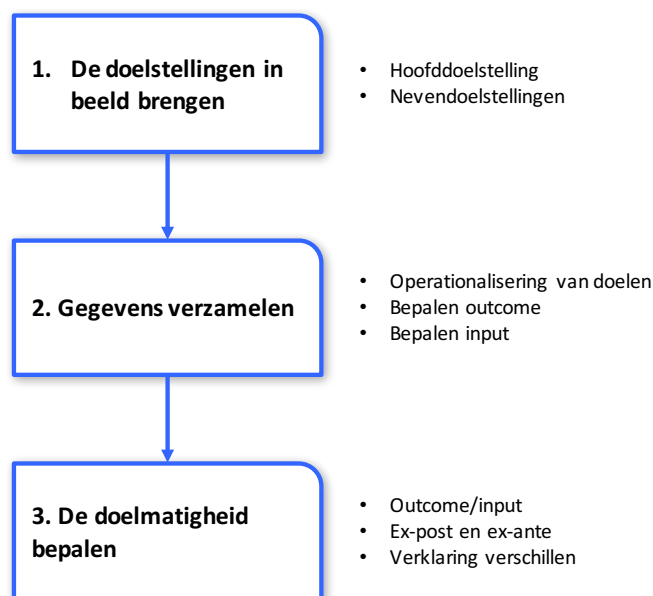 1. De doelstellingen in
beeld brengen
• Hoofddoelstelling
• Nevendoelstellingen
2. Gegevens verzamelen
• Operationalisering van doelen
• Bepalen outcome
• Bepalen input
3. De doelmatigheid
bepalen
• Outcome/input
• Ex-post en ex-ante
• Verklaring verschillen